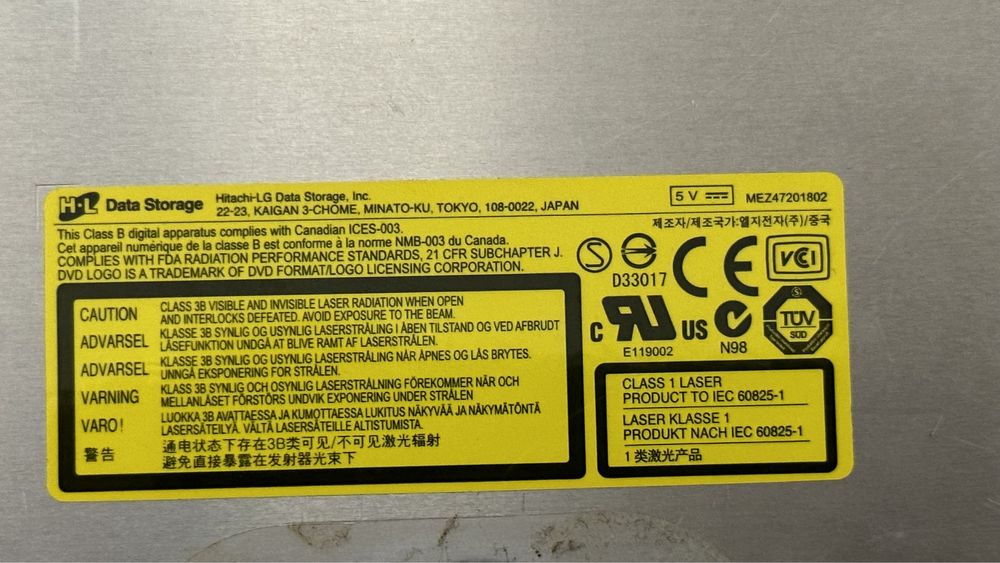 H·L Data Storage
Hitachi-LG Data Storage, Inc.
22-23, KAIGAN 3-CHOME, MINATO-KU, TOKYO, 108-0022, JAPAN
5 V
MEZ47201802
This Class B digital apparatus complies with Canadian ICES-003.
Cet appareil numérique de la classe B est conforme à la norme NMB-003 du Canada.
COMPLIES WITH FDA RADIATION PERFORMANCE STANDARDS, 21 CFR SUBCHAPTER J.
DVD LOGO IS A TRADEMARK OF DVD FORMAT/LOGO LICENSING CORPORATION.
제조자/제조국가:엘지전자(주)/중국
S
D33017
CE
VCI
c RU US
E119002
N98
S
TÜV
SÜD
CAUTION
CLASS 3B VISIBLE AND INVISIBLE LASER RADIATION WHEN OPEN
AND INTERLOCKS DEFEATED. AVOID EXPOSURE TO THE BEAM.
ADVARSEL
KLASSE 3B SYNLIG OG USYNLIG LASERSTRÅLING I ÅBEN TILSTAND OG VED AFBRUDT
LÅSEFUNKTION UNDGÅ AT BLIVE RAMT AF LASERSTRÅLEN.
ADVARSEL
KLASSE 3B SYNLIG OG USYNLIG LASERSTRÅLING NÅR ÅPNES OG LÅS BRYTES.
UNNGÅ EKSPONERING FOR STRÅLEN.
VARNING
KLASS 3B SYNLIG OCH OSYNLIG LASERSTRÅLNING FÖREKOMMER NÄR OCH
MELLANLÅSET FÖRSTÖRS UNDVIK EXPONERING UNDER STRÅLEN
VARO!
LUOKKA 3B AVATTAESSA JA KUMOTTAESSA LUKITUS NÄKYVÄÄ JA NÄKYMÄTÖNTÄ
LASERSÄTEILYÄ. VÄLTÄ LASERSÄTEILLE ALTISTUMISTA.
警告
通电状态下存在3B类可见/不可见激光辐射
避免直接暴露在发射器光束下
CLASS 1 LASER
PRODUCT TO IEC 60825-1
LASER KLASSE 1
PRODUKT NACH IEC 60825-1
1 类激光产品